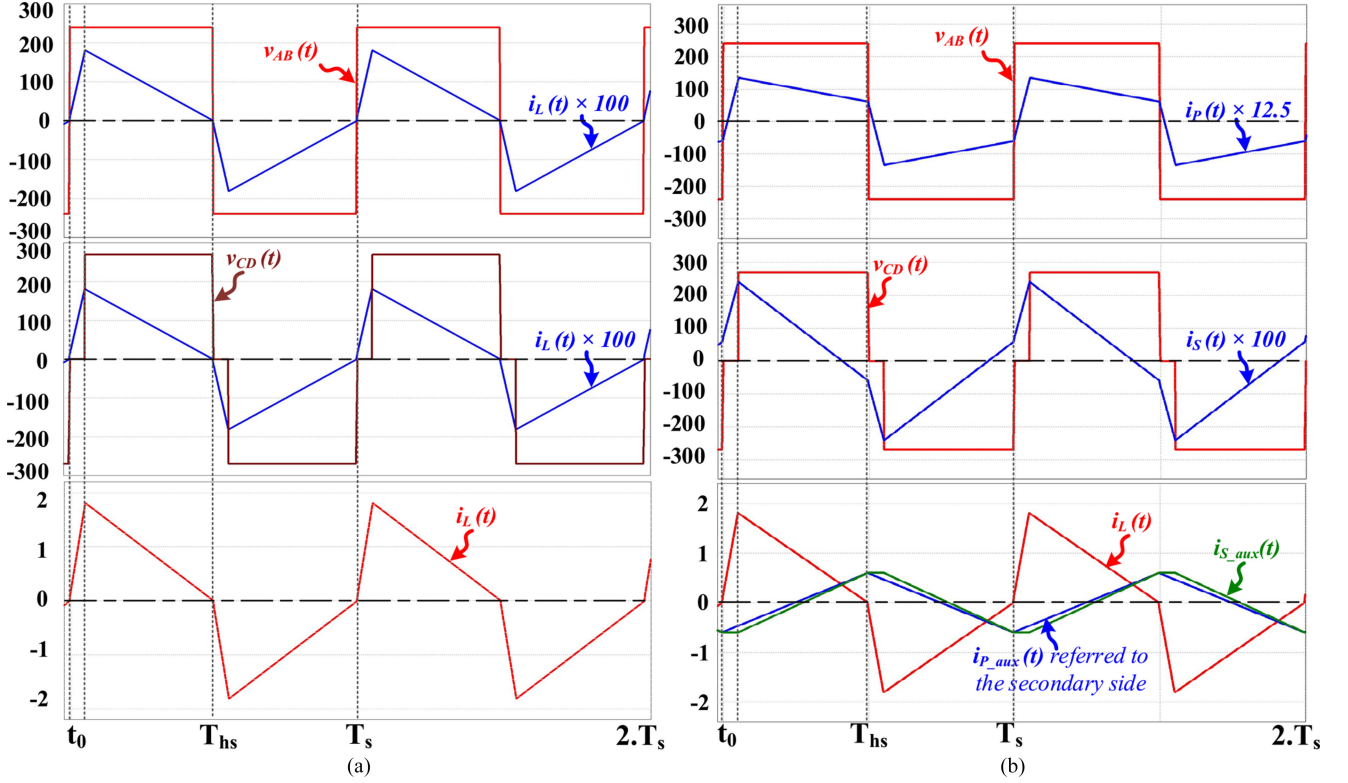 300
200
100
0
-100
-200
-300
v_AB(t)
i_L(t) × 100
300
200
100
0
-100
-200
-300
v_CD(t)
i_L(t) × 100
2
1
0
-1
-2
i_L(t)
t_0
T_hs
T_s
2.T_s
(a)
300
200
100
0
-100
-200
-300
v_AB(t)
i_P(t) × 12.5
300
200
100
0
-100
-200
-300
v_CD(t)
i_S(t) × 100
2
1
0
-1
-2
i_L(t)
i_S_aux(t)
i_P_aux(t) referred to
the secondary side
t_0
T_hs
T_s
2.T_s
(b)